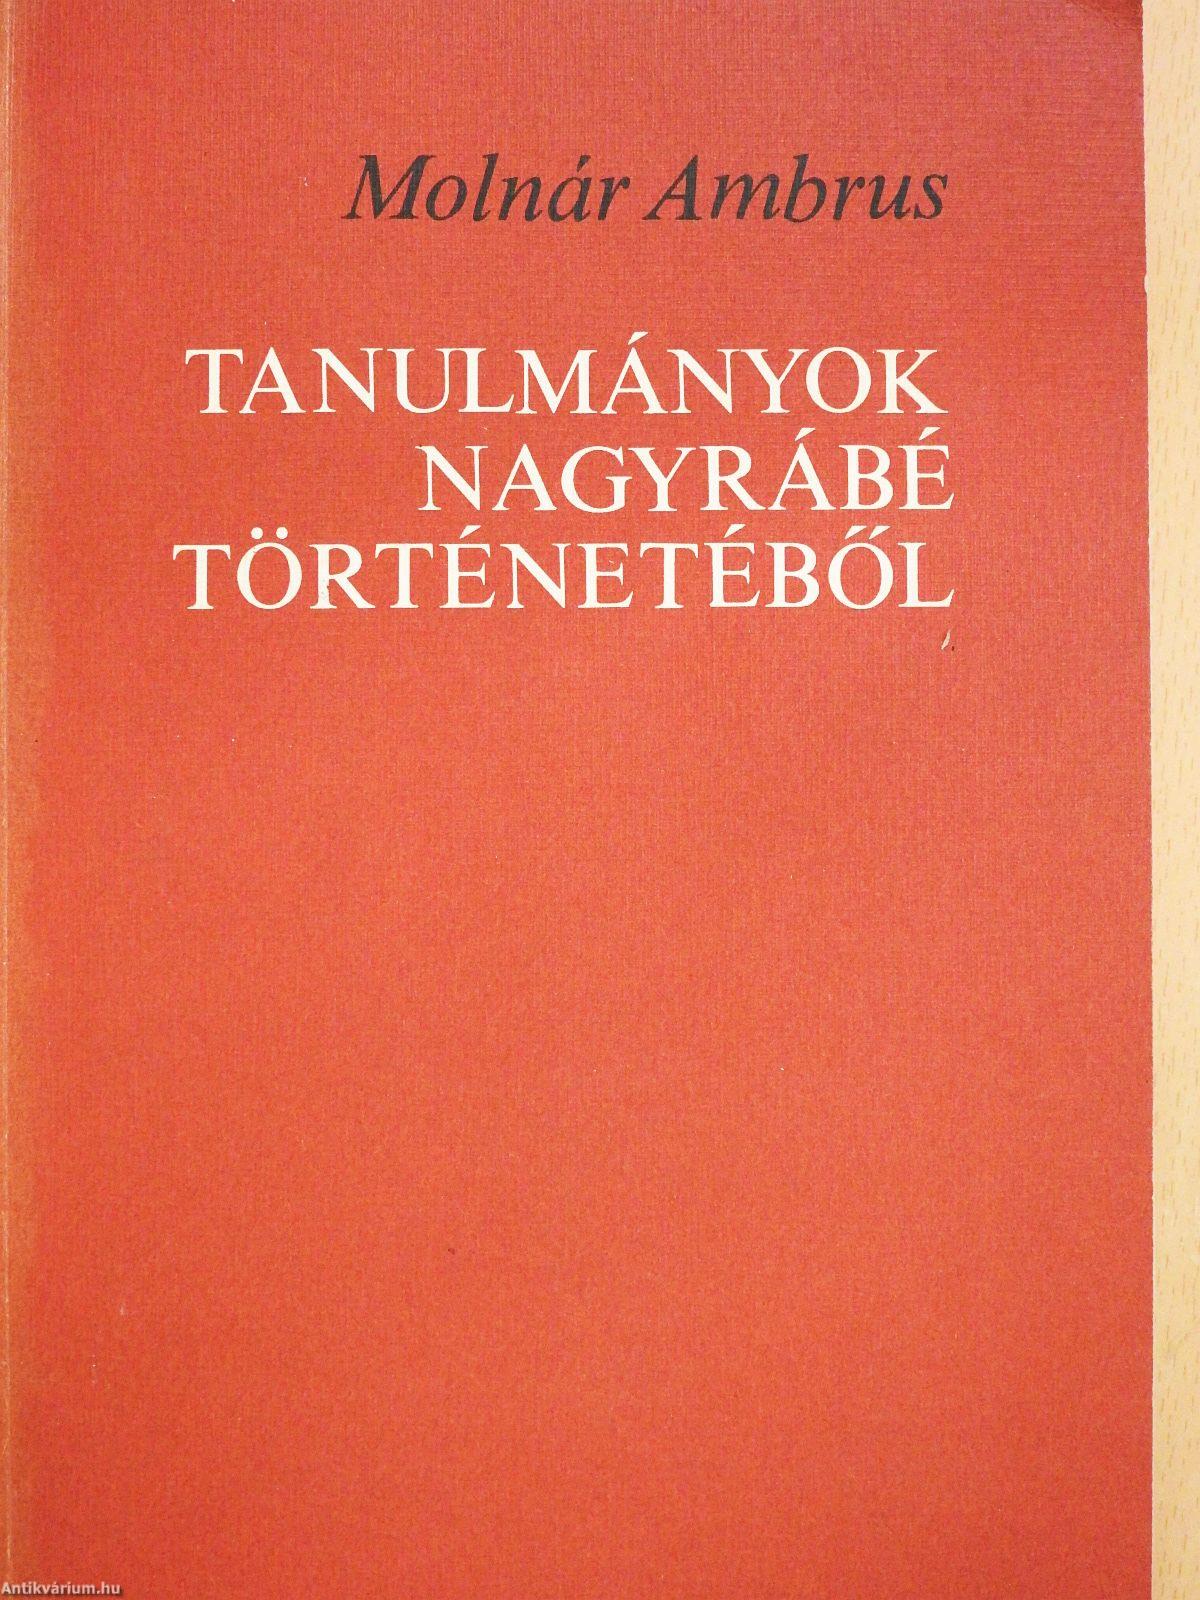 Molnár Ambrus
TANULMÁNYOK
NAGYRÁBÉ
TÖRTÉNETÉBŐL
Antikvárium.hu